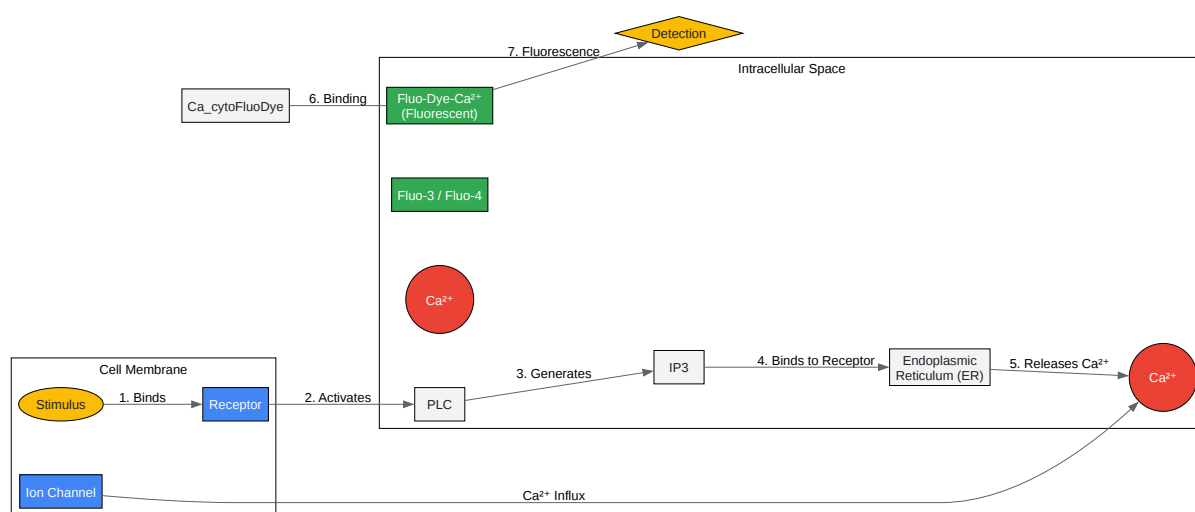 Detection
7. Fluorescence
Intracellular Space
Ca_cytoFluoDye
6. Binding
Fluo-Dye-Ca²⁺
(Fluorescent)
Fluo-3 / Fluo-4
Ca²⁺
Cell Membrane
Stimulus
1. Binds
Receptor
2. Activates
PLC
3. Generates
IP3
4. Binds to Receptor
Endoplasmic
Reticulum (ER)
5. Releases Ca²⁺
Ca²⁺
Ion Channel
Ca²⁺ Influx